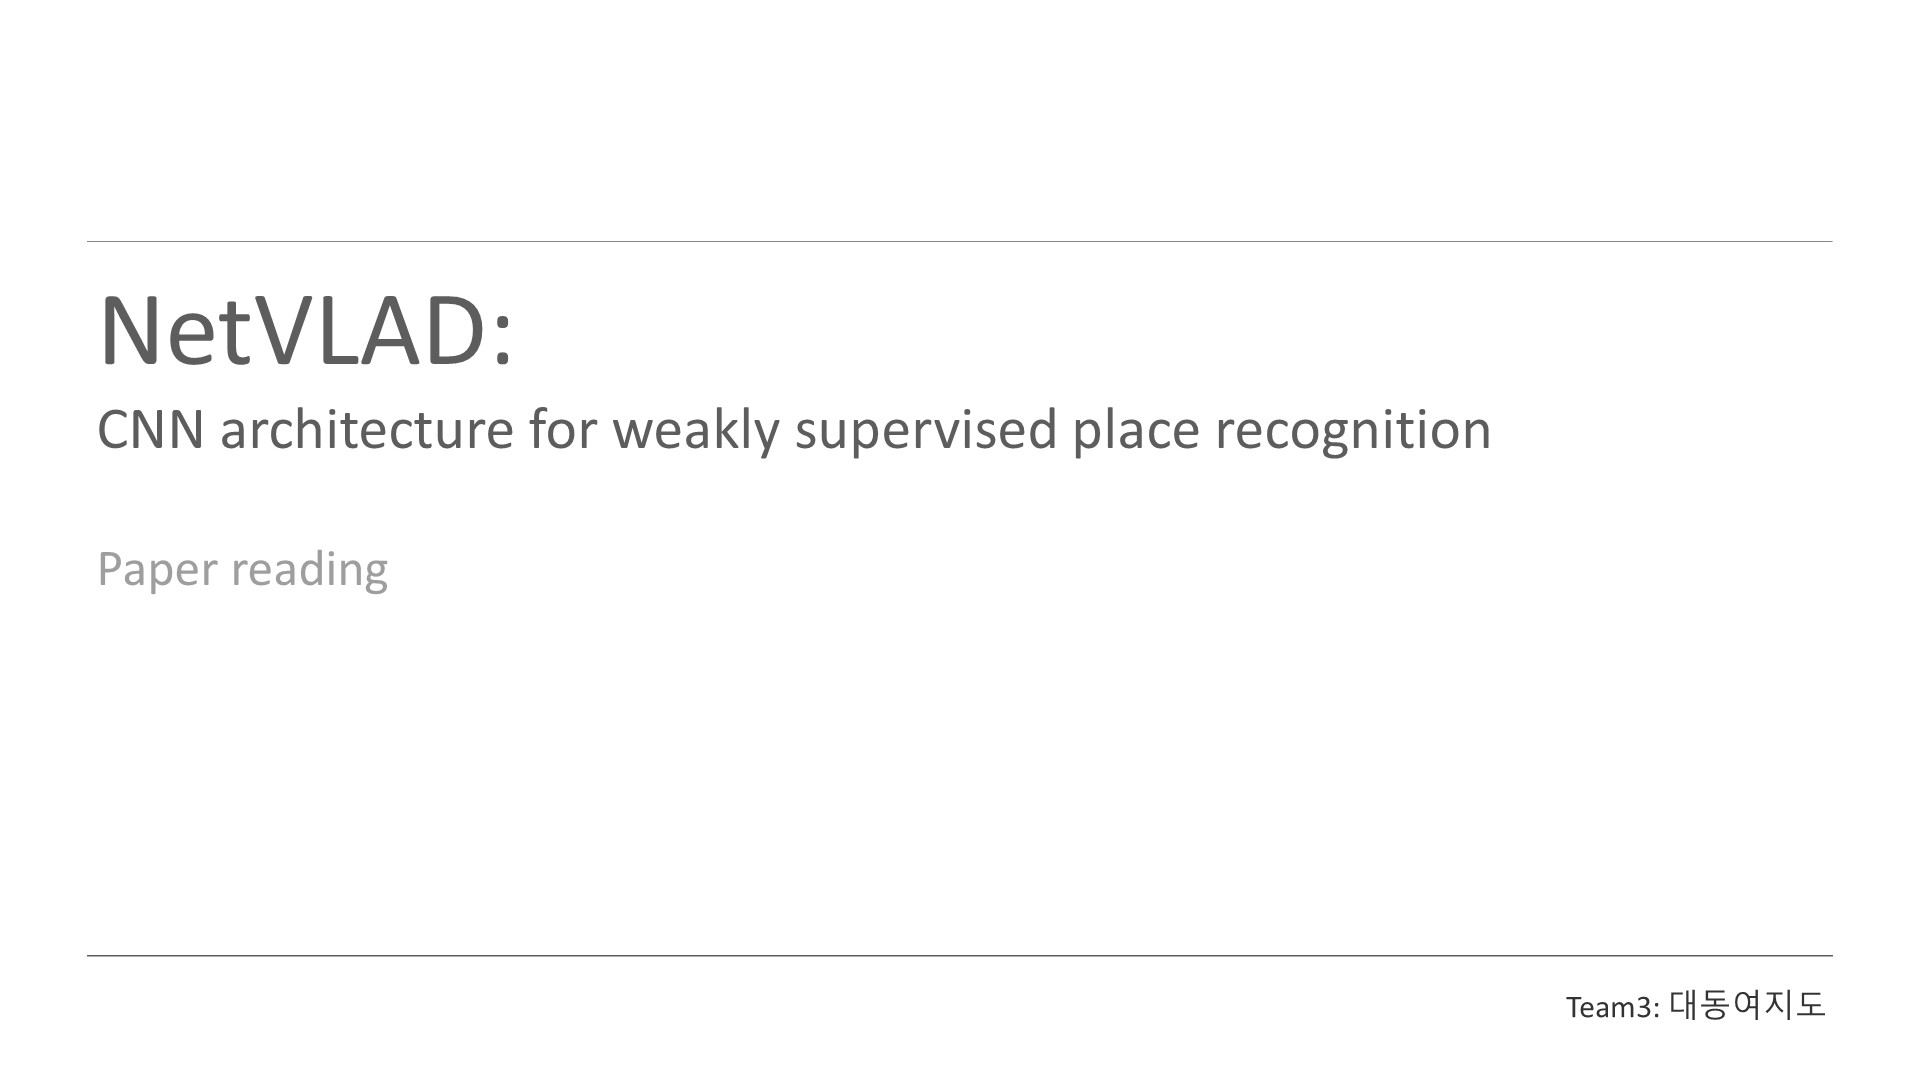 NetVLAD:
CNN architecture for weakly supervised place recognition
Paper reading
Team3: 대동여지도